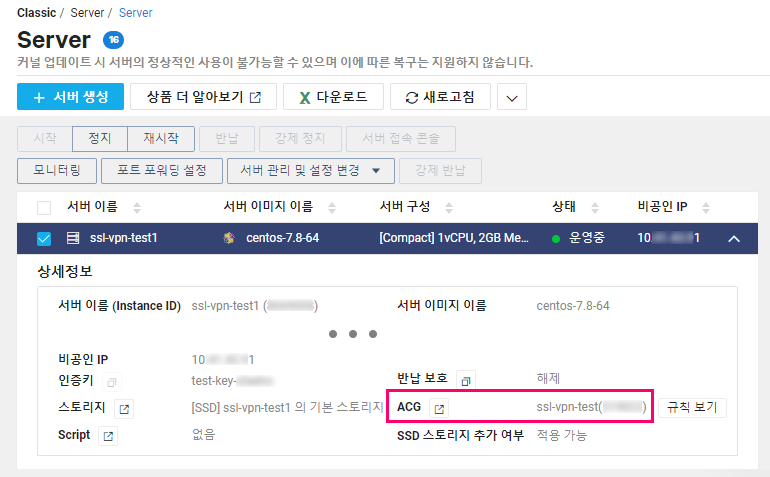 Classic / Server / Server
Server 16
커널 업데이트 시 서버의 정상적인 사용이 불가능할 수 있으며 이에 따른 복구는 지원하지 않습니다.
+ 서버 생성 상품 더 알아보기 다운로드 새로고침
시작 정지 재시작 반납 강제 정지 서버 접속 콘솔
모니터링 포트 포워딩 설정 서버 관리 및 설정 변경 강제 반납
서버 이름 서버 이미지 이름 서버 구성 상태 비공인 IP
ssl-vpn-test1 centos-7.8-64 [Compact] 1vCPU, 2GB Me... 운영중 10 1
상세정보
서버 이름 (Instance ID) ssl-vpn-test1 ( ) 서버 이미지 이름 centos-7.8-64
비공인 IP 10 1
인증키 test-key- 반납 보호 해제
스토리지 [SSD] ssl-vpn-test1 의 기본 스토리지 ACG ssl-vpn-test( ) 규칙 보기
Script 없음 SSD 스토리지 추가 여부 적용 가능